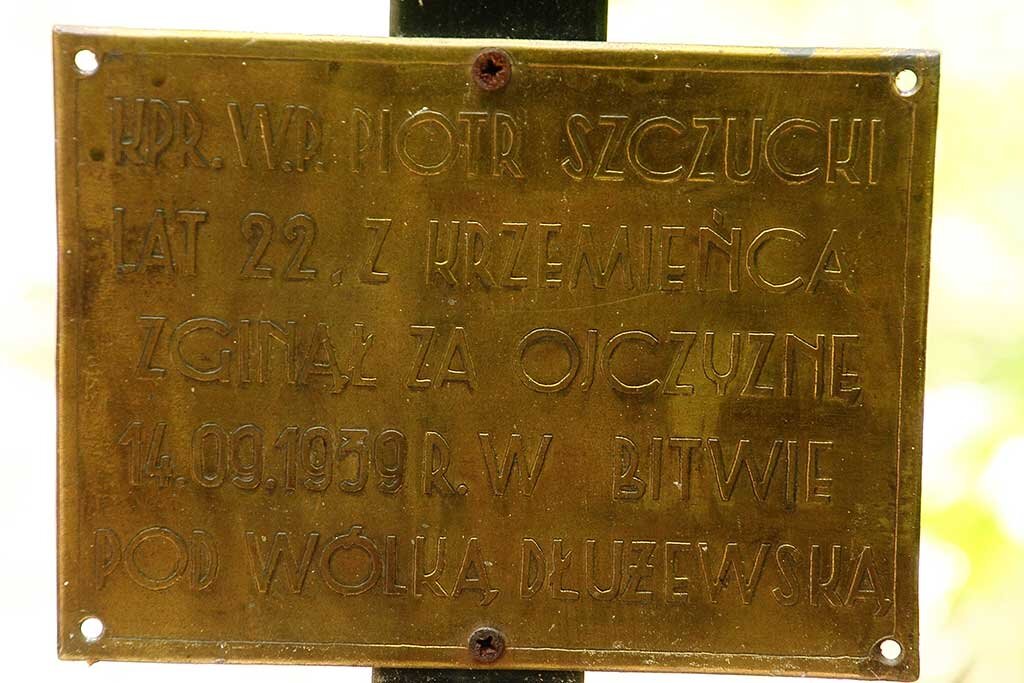 KPR. W.P. PIOTR SZCZUCKI
LAT 22, Z KRZEMIEŃCA
ZGINĄŁ ZA OJCZYZNĘ
14.09.1939 R. W BITWIE
POD WÓLKĄ DŁUŻEWSKĄ